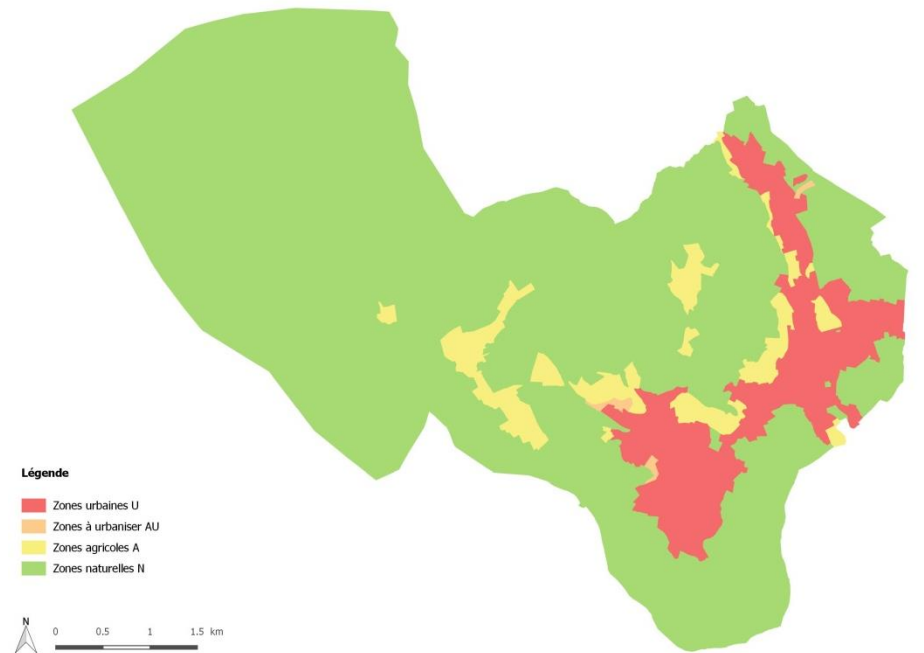 Légende
Zones urbaines U
Zones à urbaniser AU
Zones agricoles A
Zones naturelles N
N
0 0.5 1 1.5 km